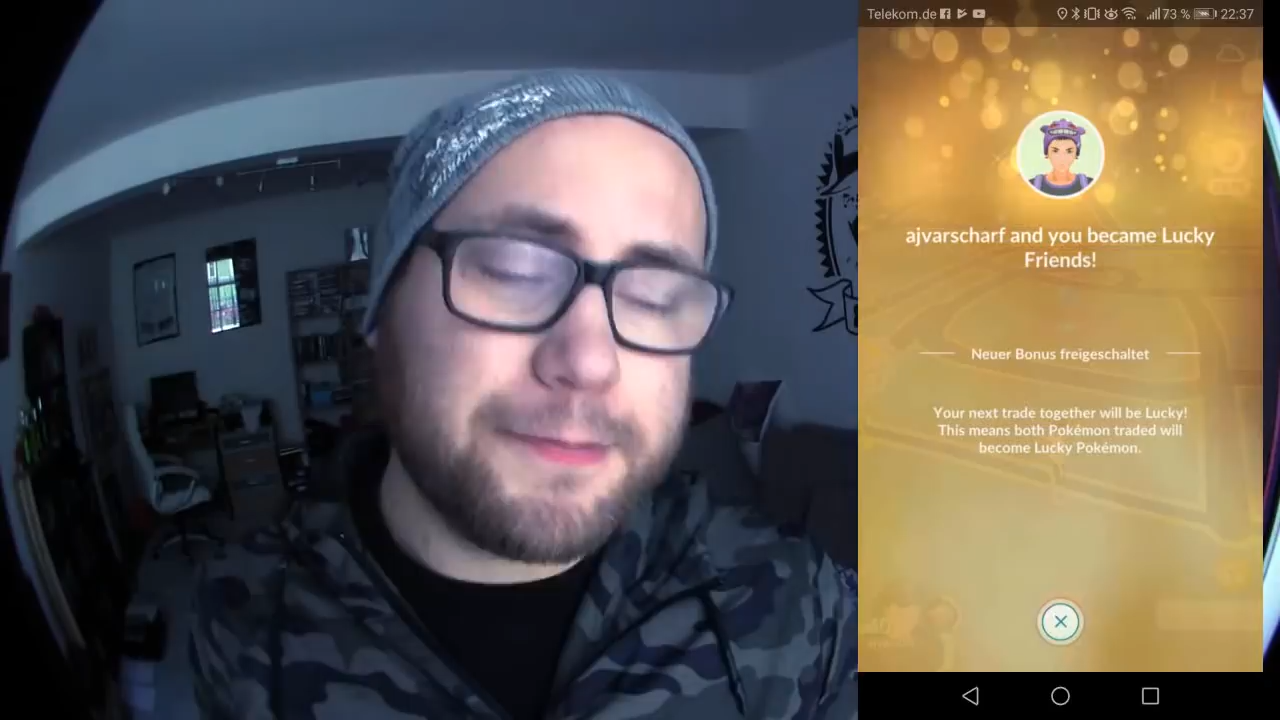 Telekom.de
73 %
22:37
ajvarscharf and you became Lucky
Friends!
Neuer Bonus freigeschaltet
Your next trade together will be Lucky!
This means both Pokémon traded will
become Lucky Pokémon.